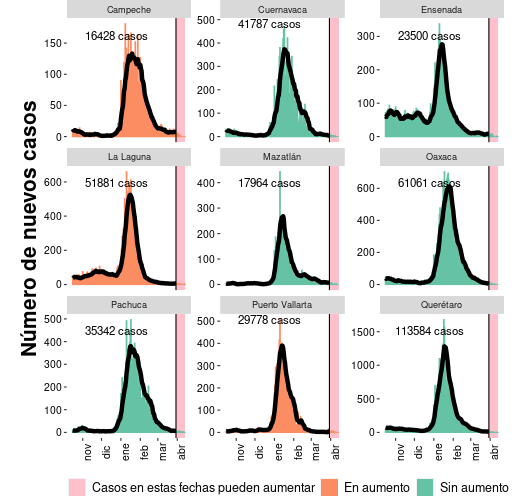 Número de nuevos casos
Campeche
Cuernavaca
Ensenada
16428 casos
41787 casos
23500 casos
150
100
50
0
500
400
300
200
100
0
300
200
100
0
La Laguna
Mazatlán
Oaxaca
51881 casos
17964 casos
61061 casos
600
400
200
0
400
300
200
100
0
600
400
200
0
Pachuca
Puerto Vallarta
Querétaro
35342 casos
29778 casos
113584 casos
500
400
300
200
100
0
500
400
300
200
100
0
1500
1000
500
0
nov dic ene feb mar abr
nov dic ene feb mar abr
nov dic ene feb mar abr
Casos en estas fechas pueden aumentar En aumento Sin aumento